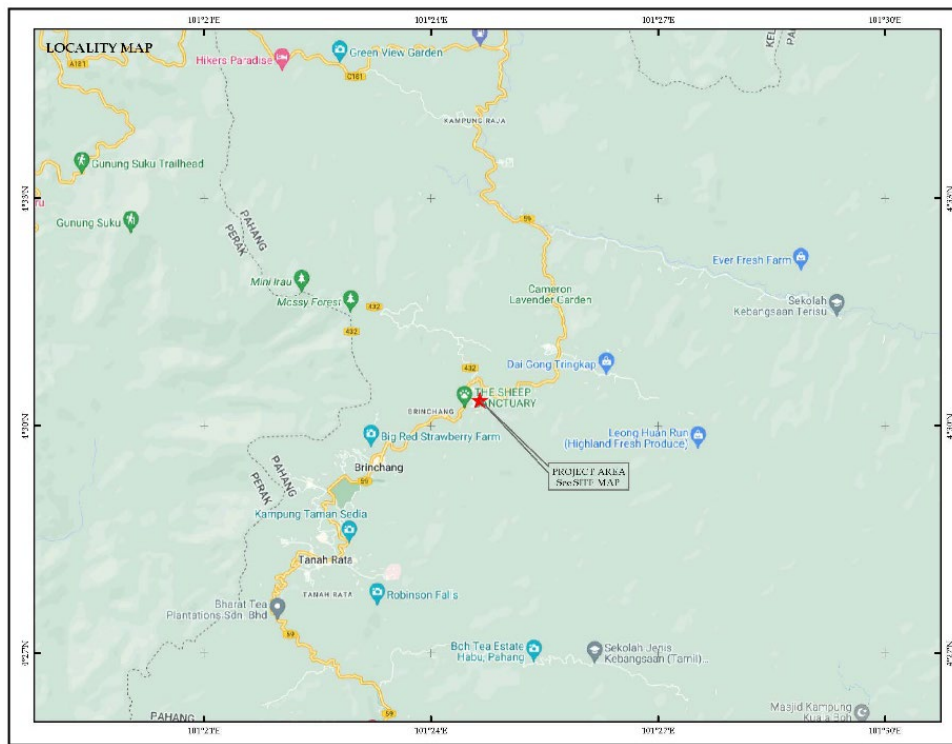 101°21'E
101°24'E
101°27'E
101°30'E
LOCALITY MAP
A181
Hikers Paradise
Green View Garden
C181
KAMPUNG RAJA
Gunung Suku Trailhead
Gunung Suku
PAHANG
PERAK
4°33'N
4°33'N
59
Ever Fresh Farm
Mini Irau
Mossy Forest
432
432
Cameron
Lavender Garden
Sekolah
Kebangsaan Terisu
Dai Gong Tringkap
432
THE SHEEP
SANCTUARY
BRINCHANG
4°30'N
4°30'N
Big Red Strawberry Farm
Leong Huan Run
(Highland Fresh Produce)
Brinchang
PROJECT AREA
See SITE MAP
PAHANG
PERAK
59
Kampung Taman Sedia
Tanah Rata
TANAH RATA
Robinson Falls
Bharat Tea
Plantations Sdn. Bhd
59
Boh Tea Estate
Habu, Pahang
Sekolah Jenis
Kebangsaan (Tamil)...
4°27'N
4°27'N
PAHANG
59
Masjid Kampung
Kuala Boh
101°21'E
101°24'E
101°27'E
101°30'E